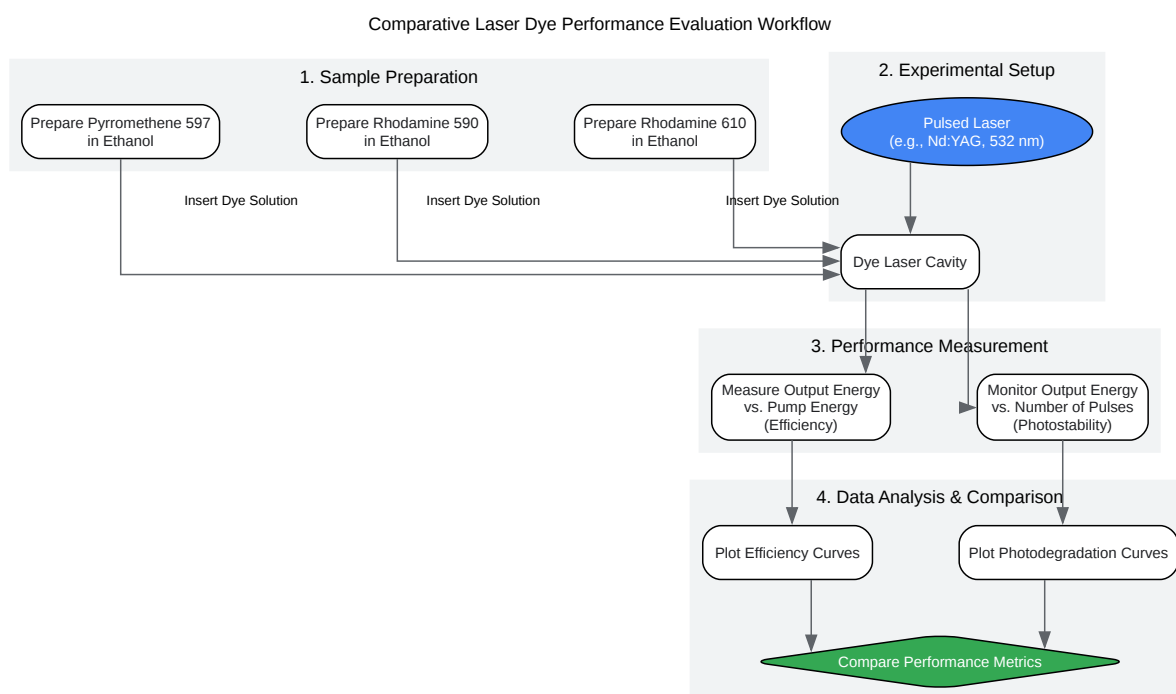 Comparative Laser Dye Performance Evaluation Workflow
1. Sample Preparation
2. Experimental Setup
Prepare Pyrromethene 597
in Ethanol
Prepare Rhodamine 590
in Ethanol
Prepare Rhodamine 610
in Ethanol
Pulsed Laser
(e.g., Nd:YAG, 532 nm)
Insert Dye Solution
Insert Dye Solution
Insert Dye Solution
Dye Laser Cavity
3. Performance Measurement
Measure Output Energy
vs. Pump Energy
(Efficiency)
Monitor Output Energy
vs. Number of Pulses
(Photostability)
4. Data Analysis & Comparison
Plot Efficiency Curves
Plot Photodegradation Curves
Compare Performance Metrics